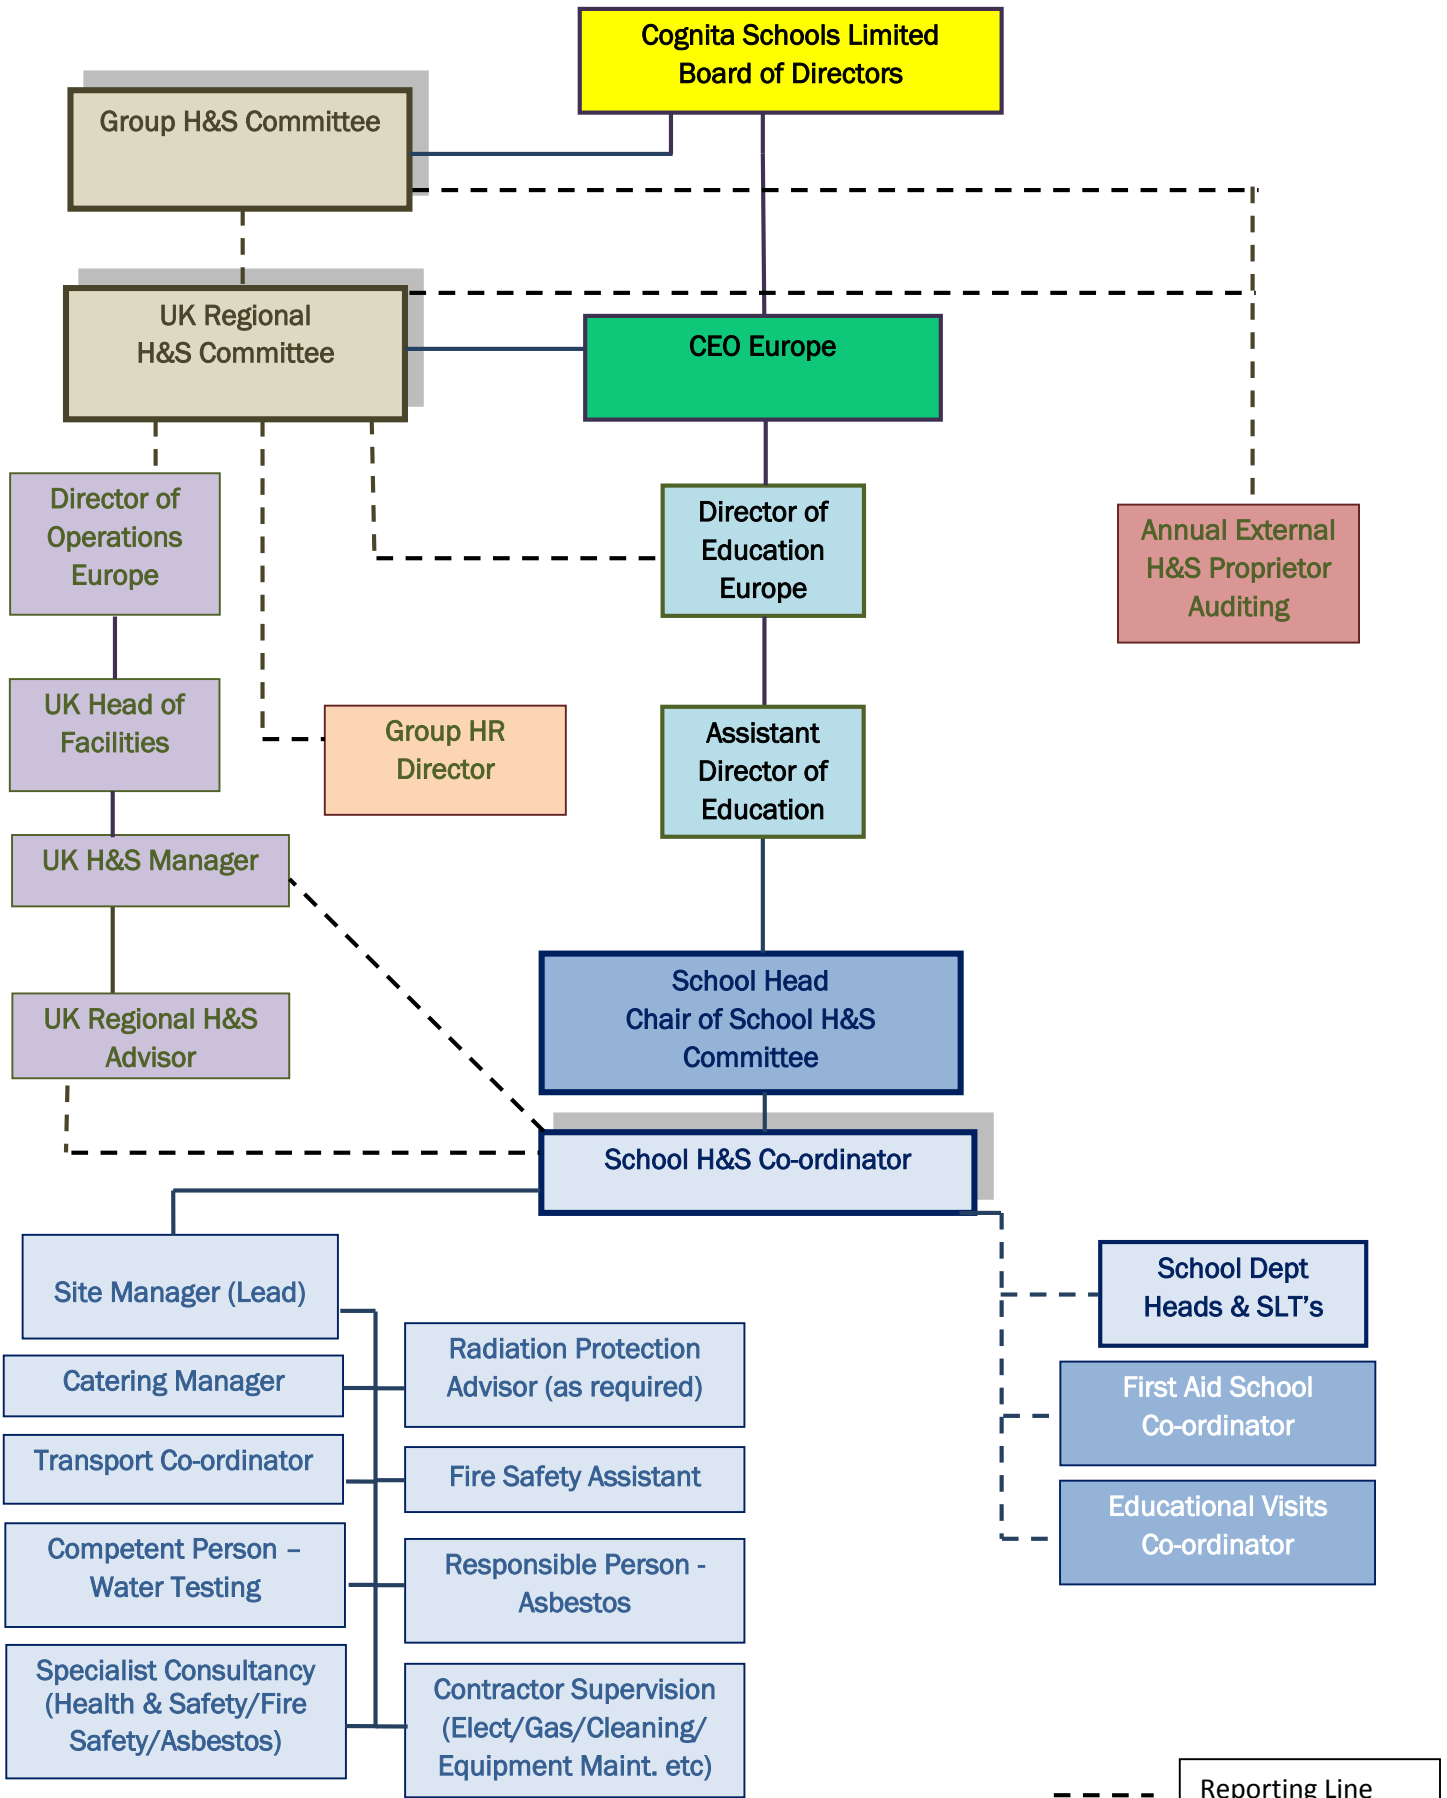 Cognita Schools Limited
Board of Directors
Group H&S Committee
UK Regional
H&S Committee
CEO Europe
Director of
Operations
Europe
Director of
Education
Europe
Annual External
H&S Proprietor
Auditing
UK Head of
Facilities
Group HR
Director
Assistant
Director of
Education
UK H&S Manager
School Head
Chair of School H&S
Committee
UK Regional H&S
Advisor
School H&S Co-ordinator
Site Manager (Lead)
School Dept
Heads & SLT’s
Radiation Protection
Advisor (as required)
Catering Manager
First Aid School
Co-ordinator
Transport Co-ordinator
Fire Safety Assistant
Educational Visits
Co-ordinator
Competent Person –
Water Testing
Responsible Person -
Asbestos
Specialist Consultancy
(Health & Safety/Fire
Safety/Asbestos)
Contractor Supervision
(Elect/Gas/Cleaning/
Equipment Maint. etc)
Reporting Line